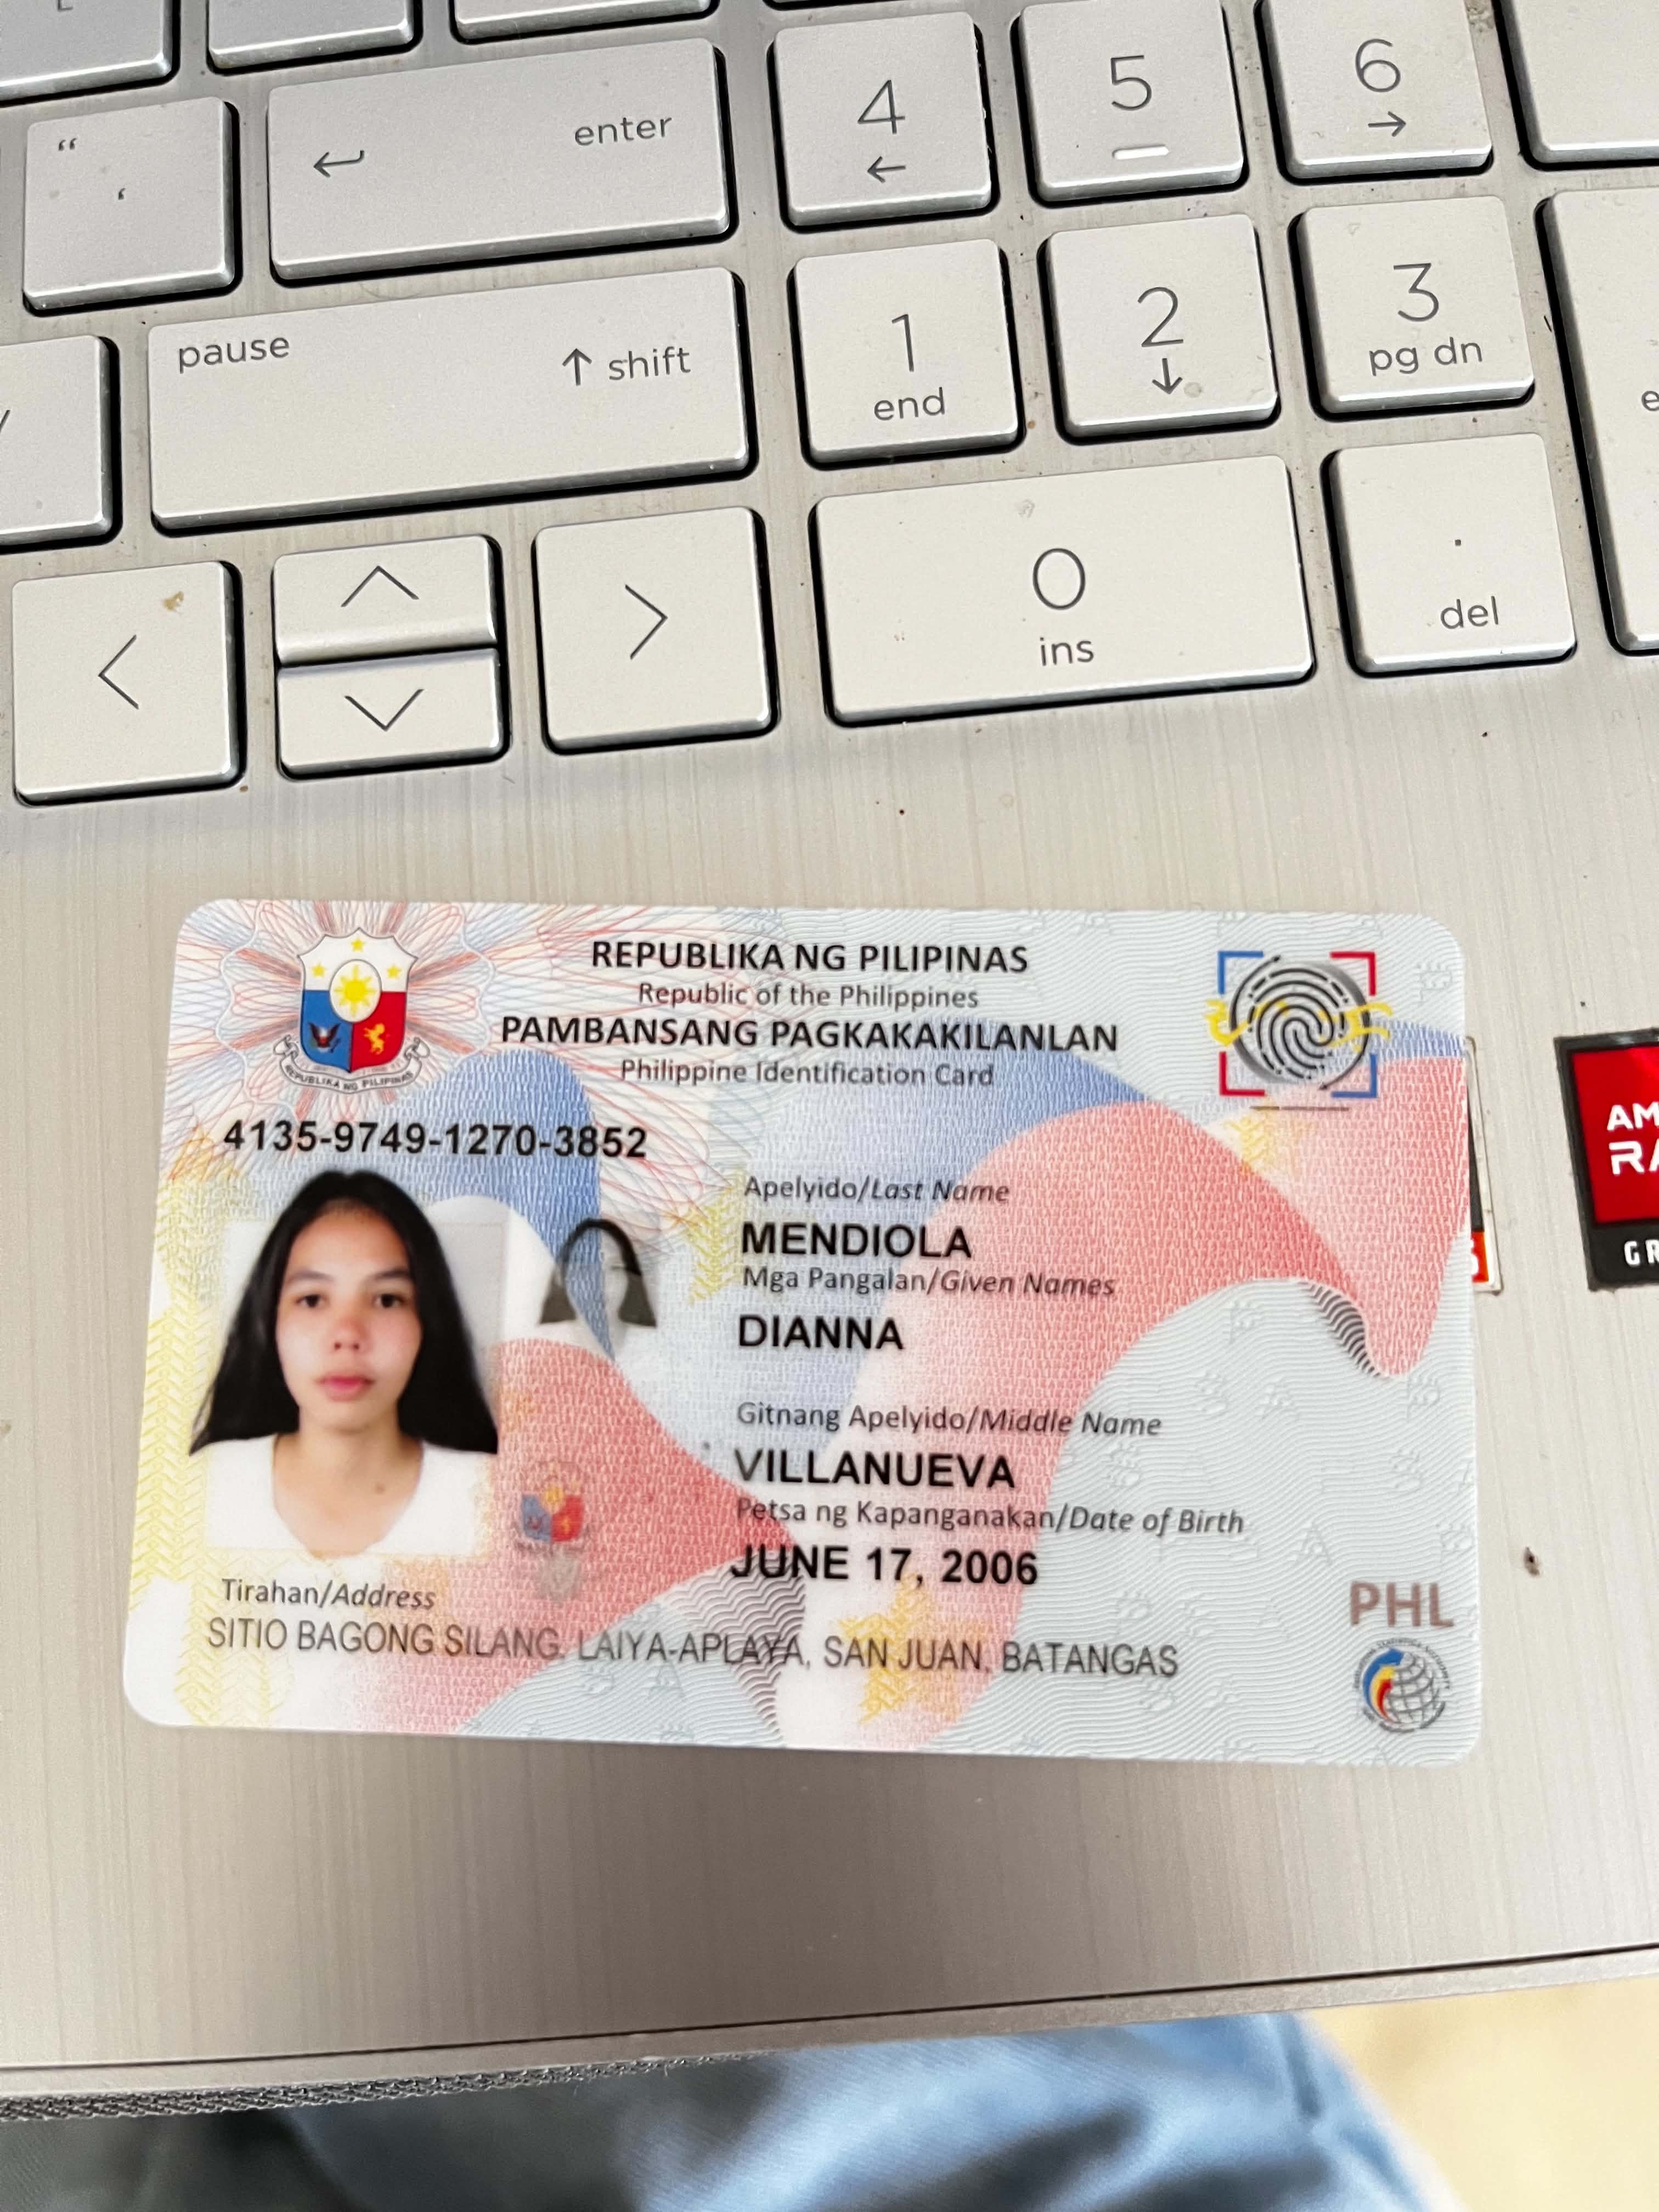 “
‘
enter
4
5
6
pause
↑ shift
1
end
2
3
pg dn
0
ins
.
del
REPUBLIKA NG PILIPINAS
Republic of the Philippines
PAMBANSANG PAGKAKAKILANLAN
Philippine Identification Card
REPUBLIKA NG PILIPINAS
4135-9749-1270-3852
Apelyido/Last Name
MENDIOLA
Mga Pangalan/Given Names
DIANNA
Gitnang Apelyido/Middle Name
VILLANUEVA
Petsa ng Kapanganakan/Date of Birth
JUNE 17, 2006
Tirahan/Address
SITIO BAGONG SILANG, LAIYA-APLAYA, SAN JUAN, BATANGAS
PHL